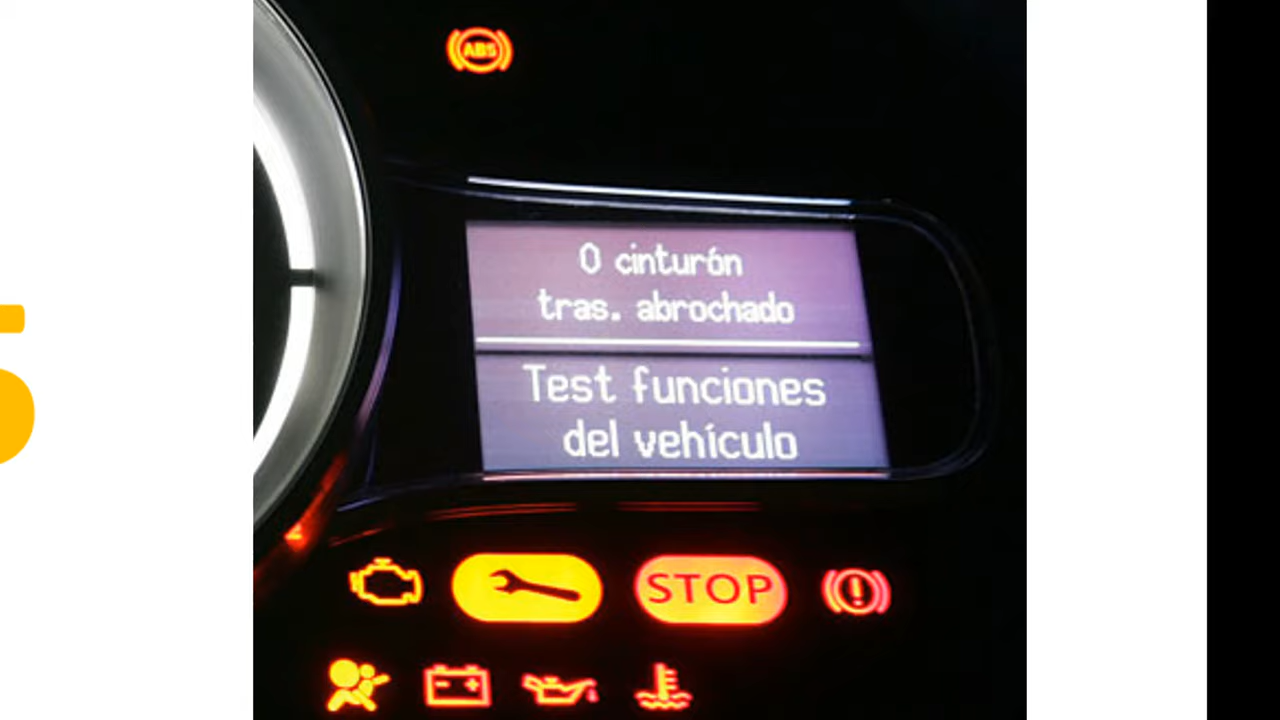 ABS
0 cinturón
tras. abrochado
Test funciones
del vehículo
STOP